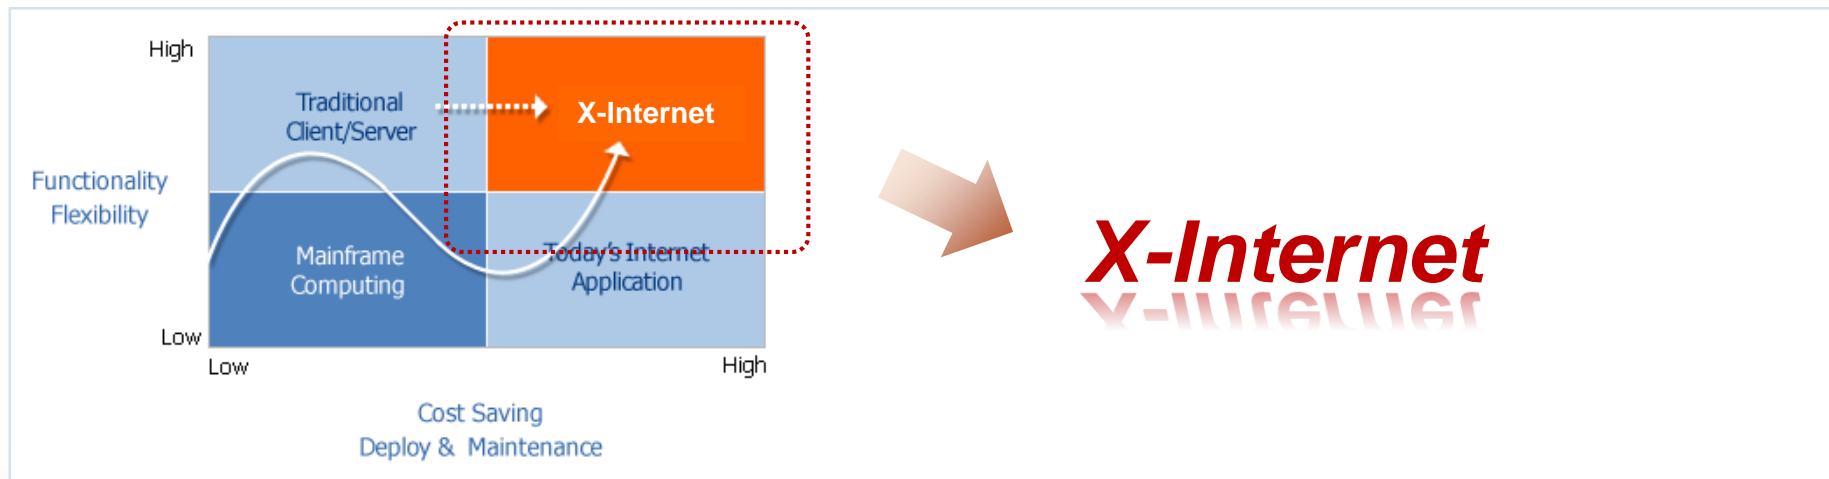 High
Traditional
Client/Server
X-Internet
Functionality
Flexibility
Mainframe
Computing
Today's Internet
Application
Low
Low
High
Cost Saving
Deploy & Maintenance
X-Internet